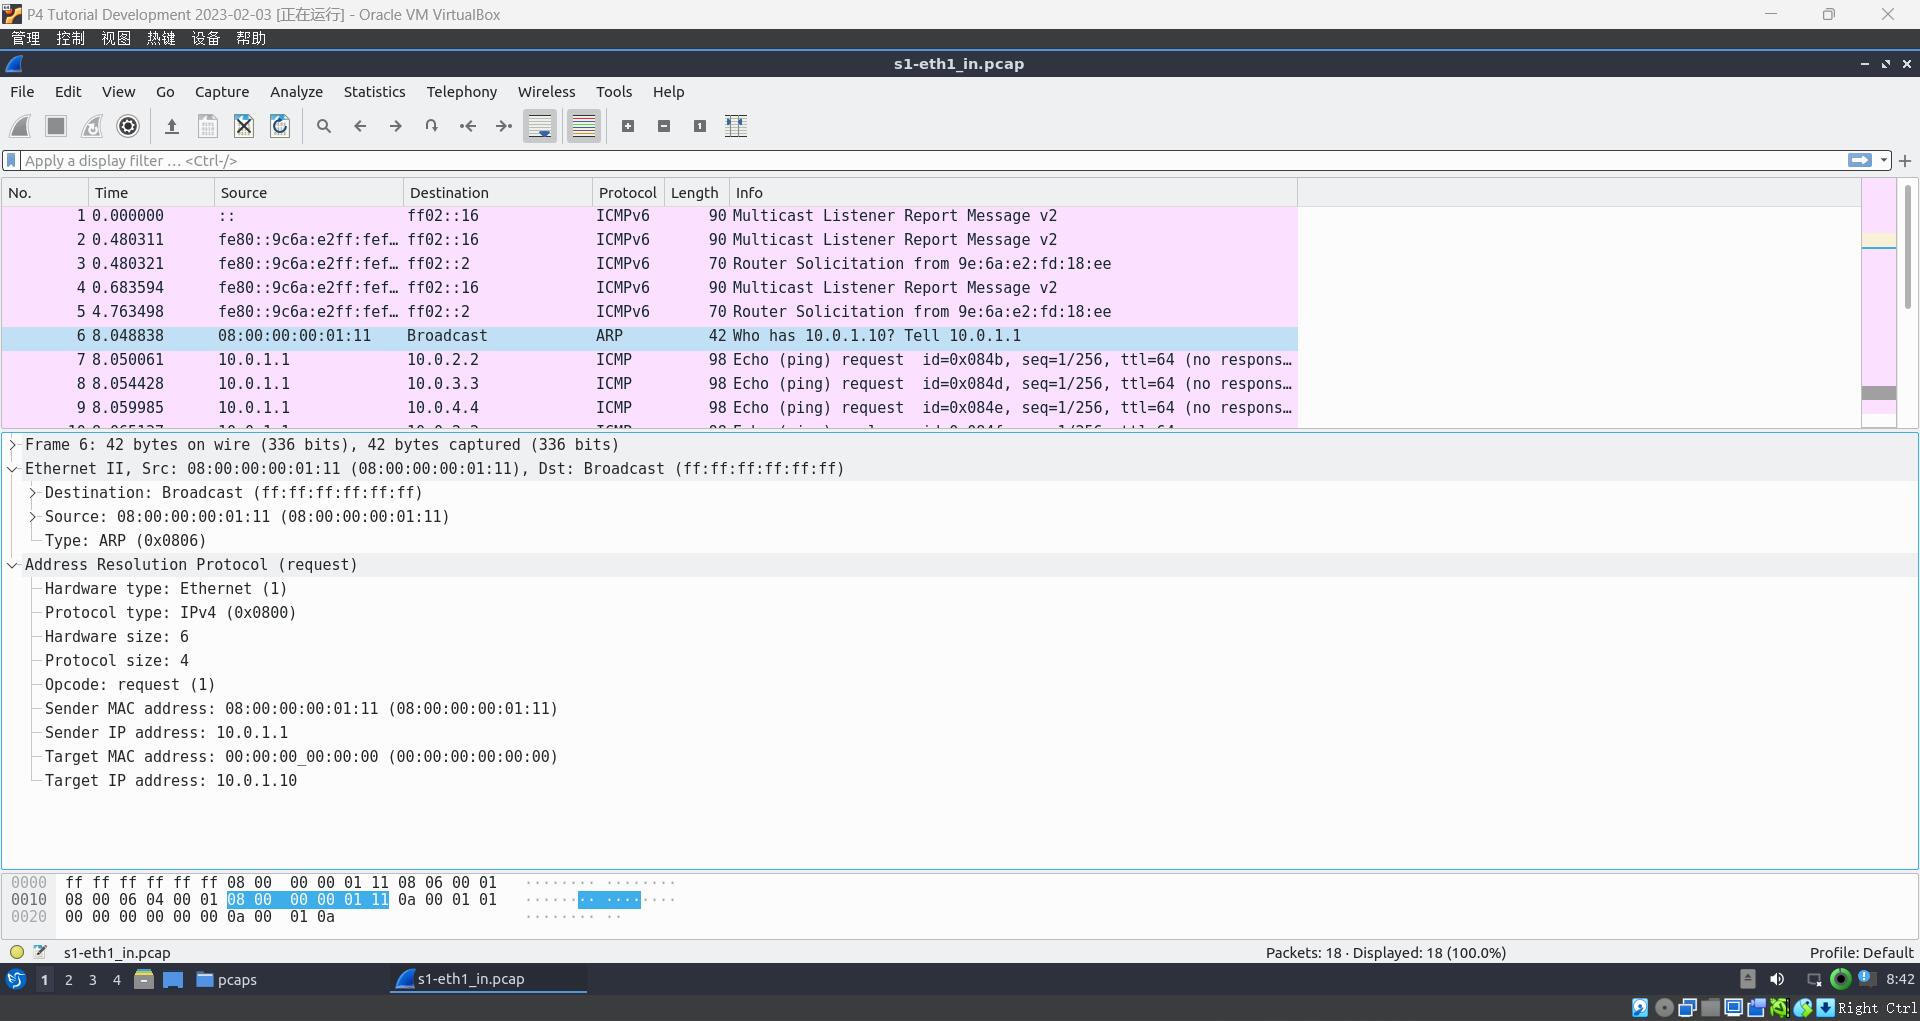 P4 Tutorial Development 2023-02-03 [正在运行] - Oracle VM VirtualBox
管理 控制 视图 热键 设备 帮助
s1-eth1_in.pcap
File Edit View Go Capture Analyze Statistics Telephony Wireless Tools Help
Apply a display filter … <Ctrl-/>
No. Time Source Destination Protocol Length Info
1 0.000000 :: ff02::16 ICMPv6 90 Multicast Listener Report Message v2
2 0.480311 fe80::9c6a:e2ff:fef… ff02::16 ICMPv6 90 Multicast Listener Report Message v2
3 0.480321 fe80::9c6a:e2ff:fef… ff02::2 ICMPv6 70 Router Solicitation from 9e:6a:e2:fd:18:ee
4 0.683594 fe80::9c6a:e2ff:fef… ff02::16 ICMPv6 90 Multicast Listener Report Message v2
5 4.763498 fe80::9c6a:e2ff:fef… ff02::2 ICMPv6 70 Router Solicitation from 9e:6a:e2:fd:18:ee
6 8.048838 08:00:00:00:01:11 Broadcast ARP 42 Who has 10.0.1.10? Tell 10.0.1.1
7 8.050061 10.0.1.1 10.0.2.2 ICMP 98 Echo (ping) request id=0x084b, seq=1/256, ttl=64 (no respons…
8 8.054428 10.0.1.1 10.0.3.3 ICMP 98 Echo (ping) request id=0x084d, seq=1/256, ttl=64 (no respons…
9 8.059985 10.0.1.1 10.0.4.4 ICMP 98 Echo (ping) request id=0x084e, seq=1/256, ttl=64 (no respons…
Frame 6: 42 bytes on wire (336 bits), 42 bytes captured (336 bits)
Ethernet II, Src: 08:00:00:00:01:11 (08:00:00:00:01:11), Dst: Broadcast (ff:ff:ff:ff:ff:ff)
Destination: Broadcast (ff:ff:ff:ff:ff:ff)
Source: 08:00:00:00:01:11 (08:00:00:00:01:11)
Type: ARP (0x0806)
Address Resolution Protocol (request)
Hardware type: Ethernet (1)
Protocol type: IPv4 (0x0800)
Hardware size: 6
Protocol size: 4
Opcode: request (1)
Sender MAC address: 08:00:00:00:01:11 (08:00:00:00:01:11)
Sender IP address: 10.0.1.1
Target MAC address: 00:00:00_00:00:00 (00:00:00:00:00:00)
Target IP address: 10.0.1.10
0000 ff ff ff ff ff ff 08 00 00 00 01 11 08 06 00 01 ········ ········
0010 08 00 06 04 00 01 08 00 00 00 01 11 0a 00 01 01 ········ ········
0020 00 00 00 00 00 00 0a 00 01 0a ········ ··
s1-eth1_in.pcap Packets: 18 · Displayed: 18 (100.0%) Profile: Default
1 2 3 4 pcaps s1-eth1_in.pcap 8:42
Right Ctrl